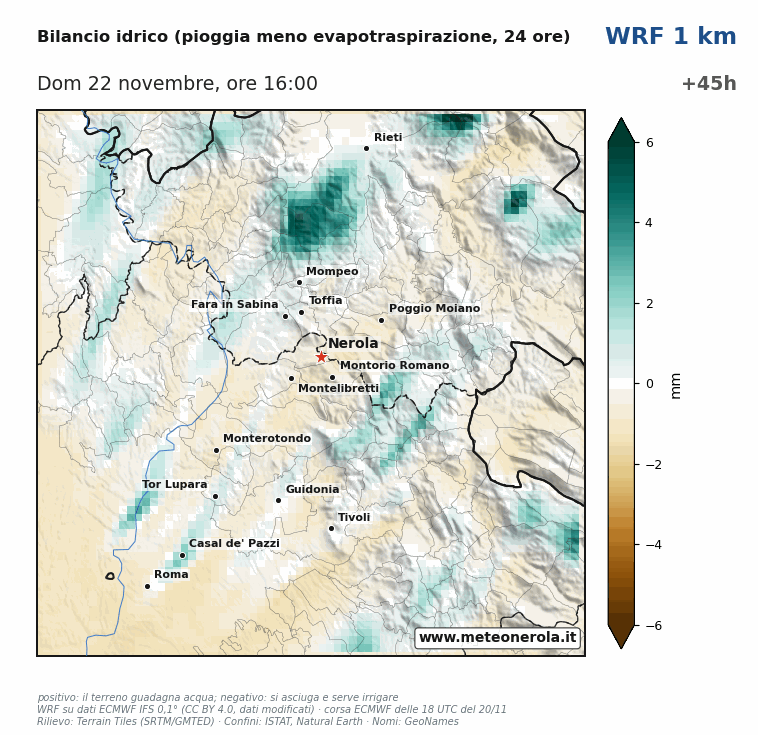 Bilancio idrico (pioggia meno evapotraspirazione, 24 ore)
WRF 1 km
Dom 22 novembre, ore 16:00
+45h
Rieti
Mompeo
Fara in Sabina
Toffia
Poggio Moiano
Nerola
Montorio Romano
Montelibretti
Monterotondo
Tor Lupara
Guidonia
Tivoli
Casal de' Pazzi
Roma
www.meteonerola.it
6
4
2
0
−2
−4
−6
mm
positivo: il terreno guadagna acqua; negativo: si asciuga e serve irrigare
WRF su dati ECMWF IFS 0,1° (CC BY 4.0, dati modificati) · corsa ECMWF delle 18 UTC del 20/11
Rilievo: Terrain Tiles (SRTM/GMTED) · Confini: ISTAT, Natural Earth · Nomi: GeoNames